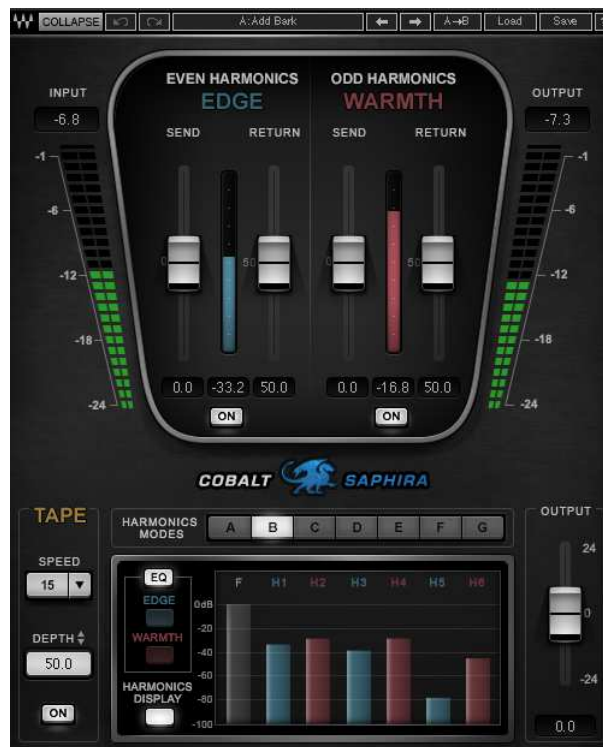 COLLAPSE A:Add Bark A→B Load Save
INPUT
-6.8
-1
-6
-12
-18
-24
EVEN HARMONICS
EDGE
SEND RETURN
0 50
0.0 -33.2 50.0
ON
ODD HARMONICS
WARMTH
SEND RETURN
0 50
0.0 -16.8 50.0
ON
OUTPUT
-7.3
-1
-6
-12
-18
-24
COBALT SAPHIRA
TAPE
SPEED
15
DEPTH
50.0
ON
HARMONICS
MODES
A B C D E F G
EQ
EDGE
WARMTH
HARMONICS
DISPLAY
F H1 H2 H3 H4 H5 H6
0dB
-20
-40
-60
-80
-100
OUTPUT
24
0
-24
0.0